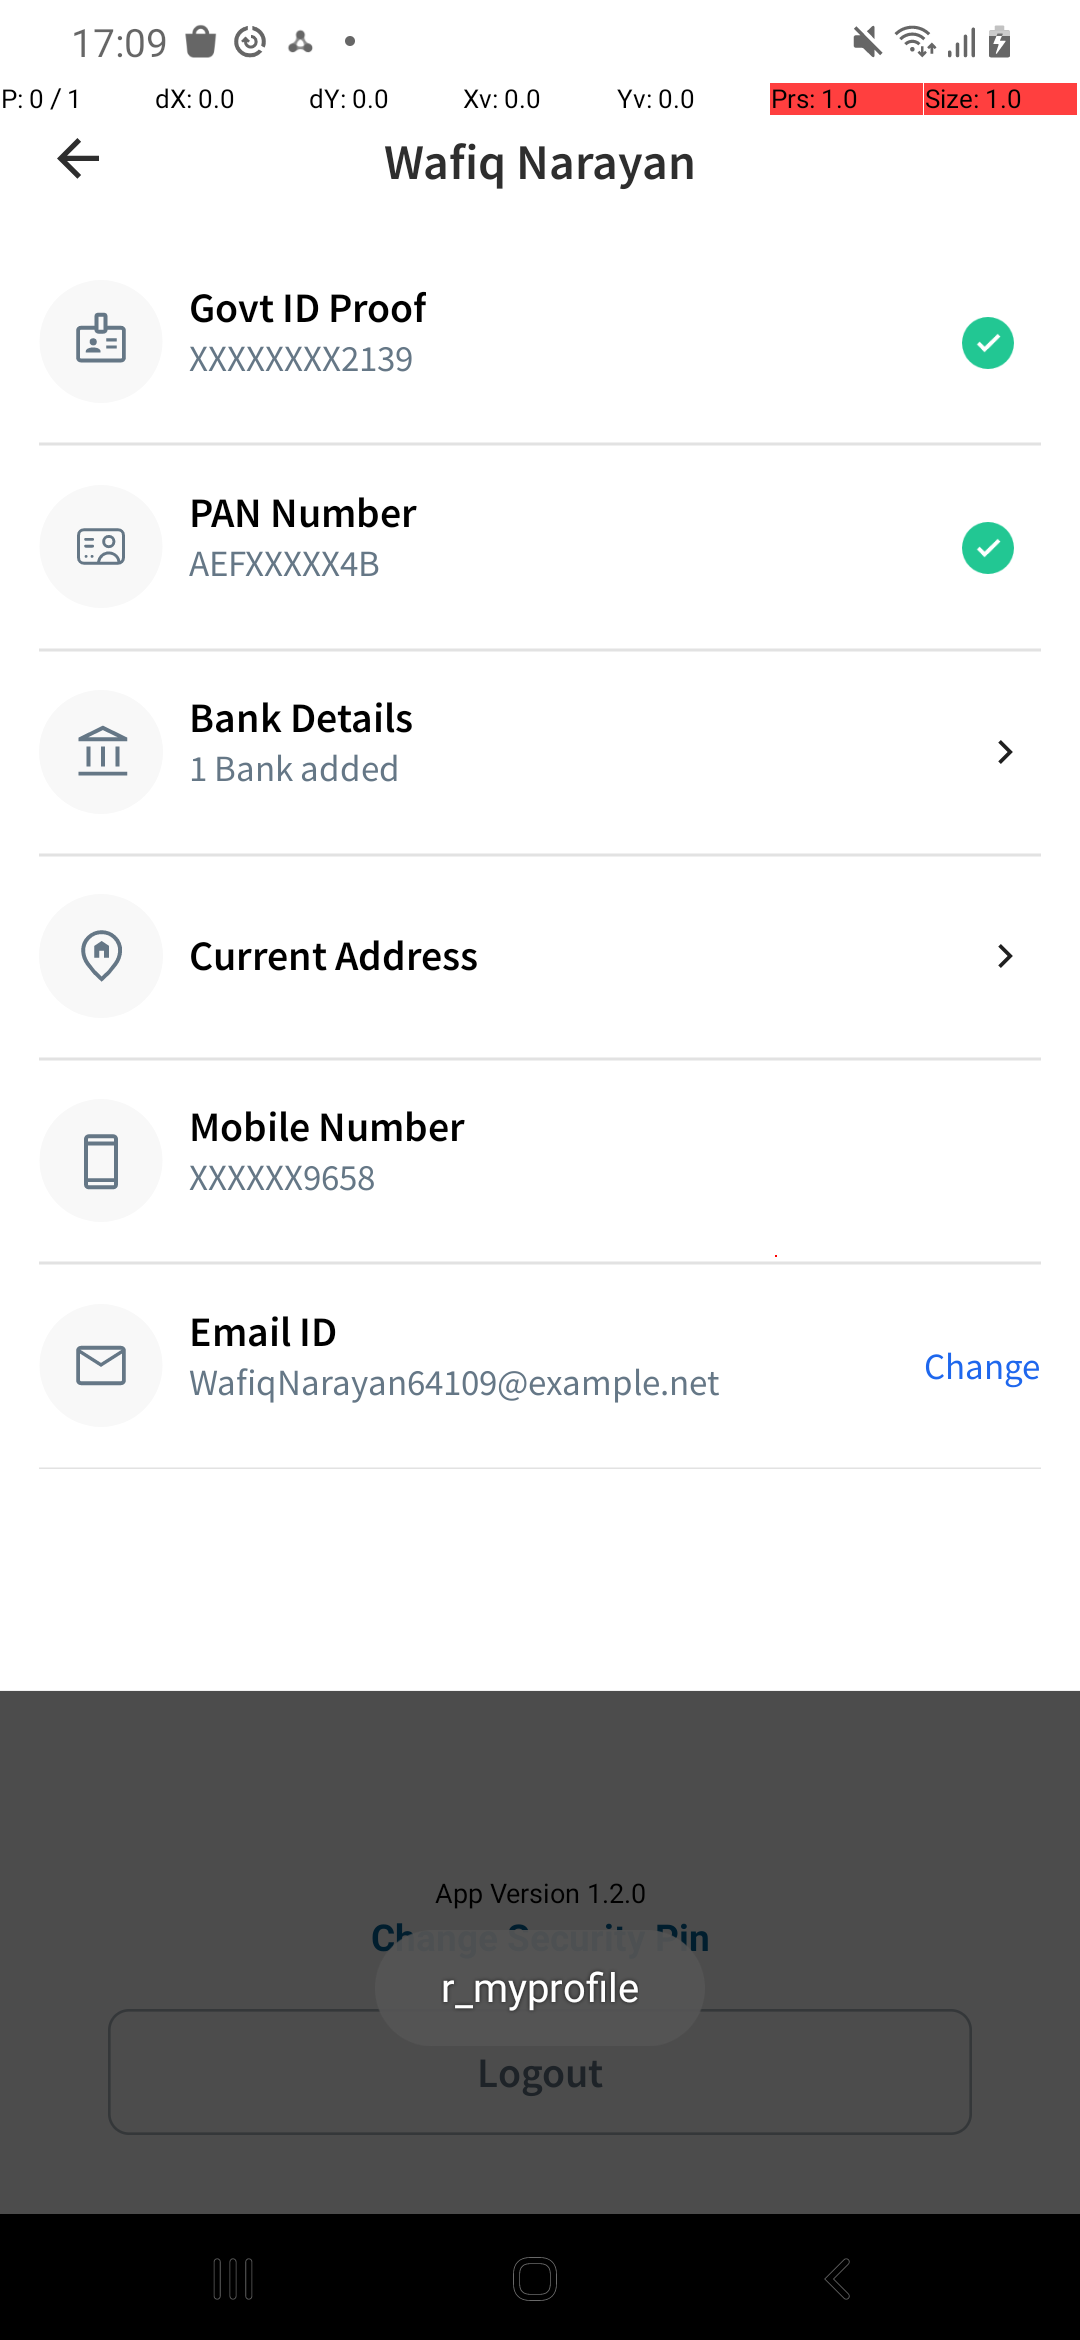 17:09
P: 0 / 1 dX: 0.0 dY: 0.0 Xv: 0.0 Yv: 0.0 Prs: 1.0 Size: 1.0
Wafiq Narayan
Govt ID Proof
XXXXXXXX2139
PAN Number
AEFXXXXX4B
Bank Details
1 Bank added
Current Address
Mobile Number
XXXXXX9658
Email ID
WafiqNarayan64109@example.net
Change
App Version 1.2.0
Change Security Pin
r_myprofile
Logout